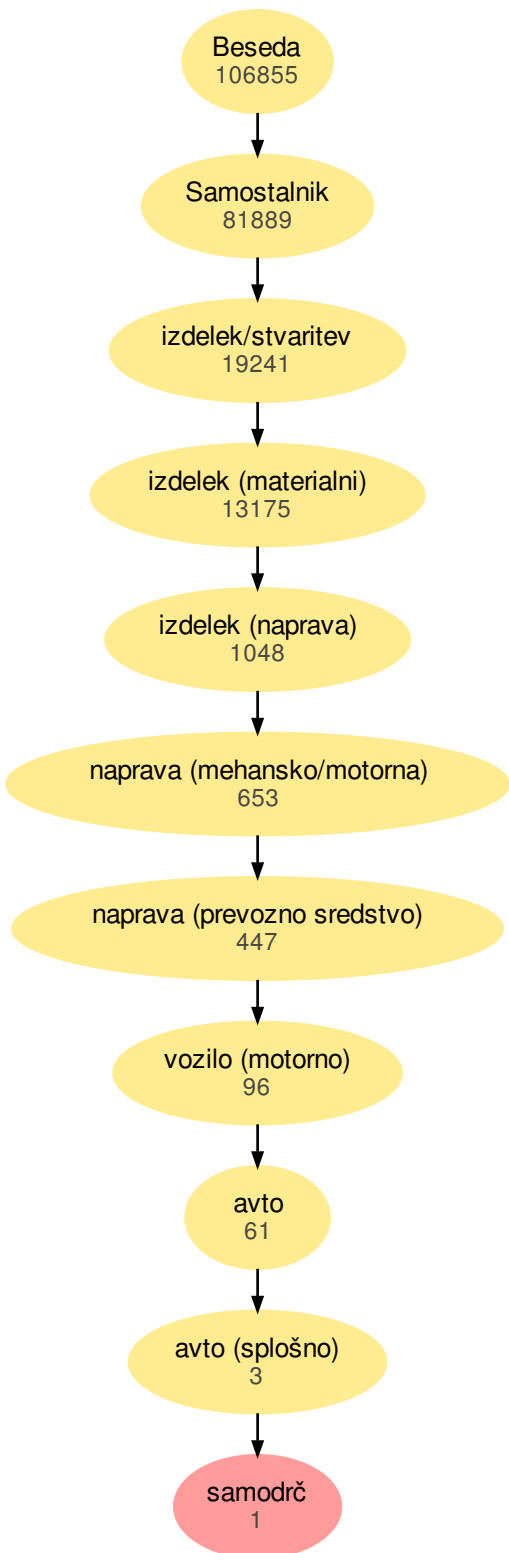 Beseda
106855
Samostalnik
81889
izdelek/stvaritev
19241
izdelek (materialni)
13175
izdelek (naprava)
1048
naprava (mehansko/motorna)
653
naprava (prevozno sredstvo)
447
vozilo (motorno)
96
avto
61
avto (splošno)
3
samodrč
1